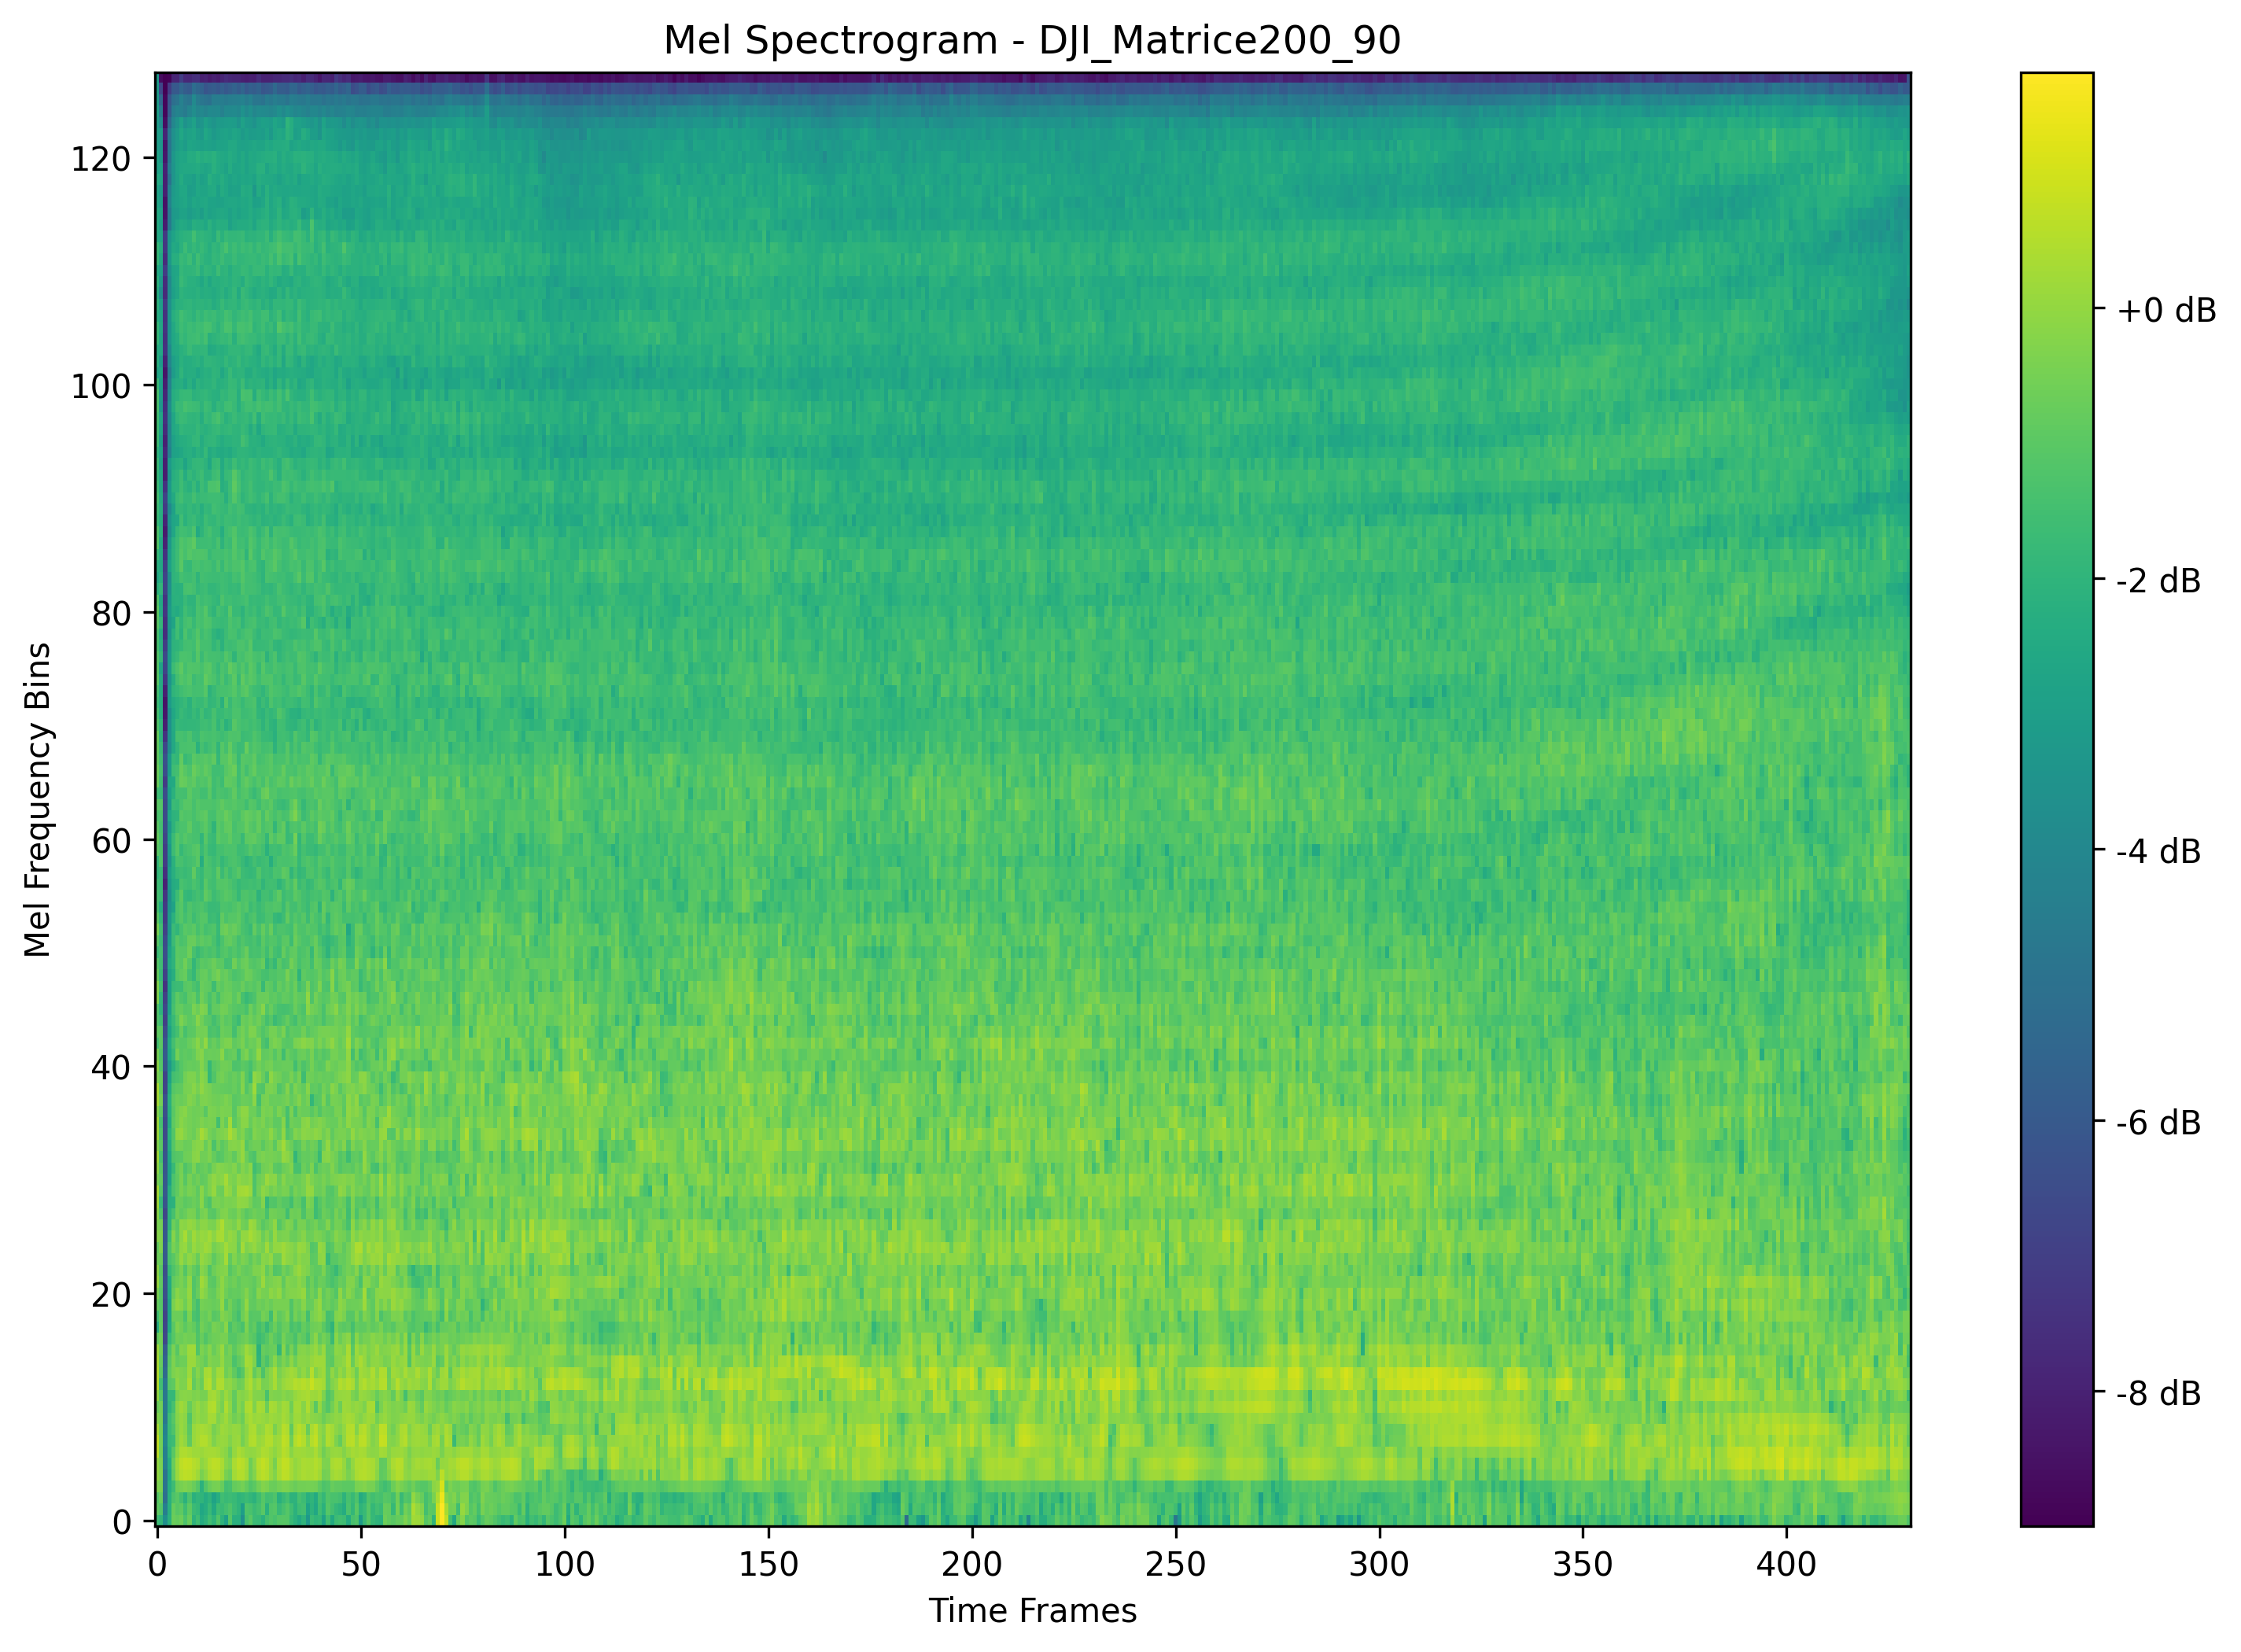 Mel Spectrogram - DJI_Matrice200_90
Mel Frequency Bins
120
100
80
60
40
20
0
0 50 100 150 200 250 300 350 400
Time Frames
+0 dB
-2 dB
-4 dB
-6 dB
-8 dB